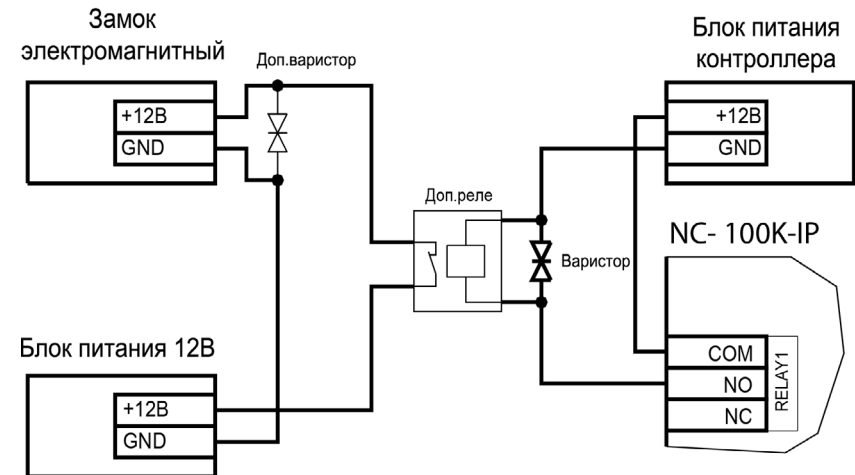 Замок
электромагнитный
+12В
GND
Доп.варистор
Доп.реле
Варистор
Блок питания
контроллера
+12В
GND
NC- 100K-IP
COM
NO
NC
RELAY1
Блок питания 12В
+12В
GND